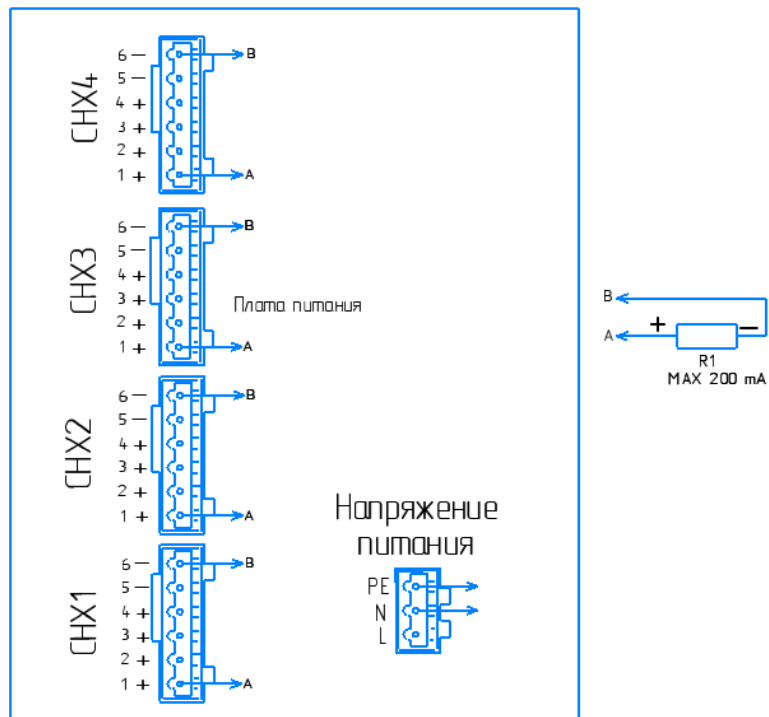 CHX4
6 — B
5 —
4 +
3 +
2 +
1 + A
CHX3
6 — B
5 —
4 +
3 +
2 +
1 + A
Плата питания
CHX2
6 — B
5 —
4 +
3 +
2 +
1 + A
CHX1
6 — B
5 —
4 +
3 +
2 +
1 + A
Напряжение
питания
PE
N
L
B
A + —
R1
MAX 200 mA